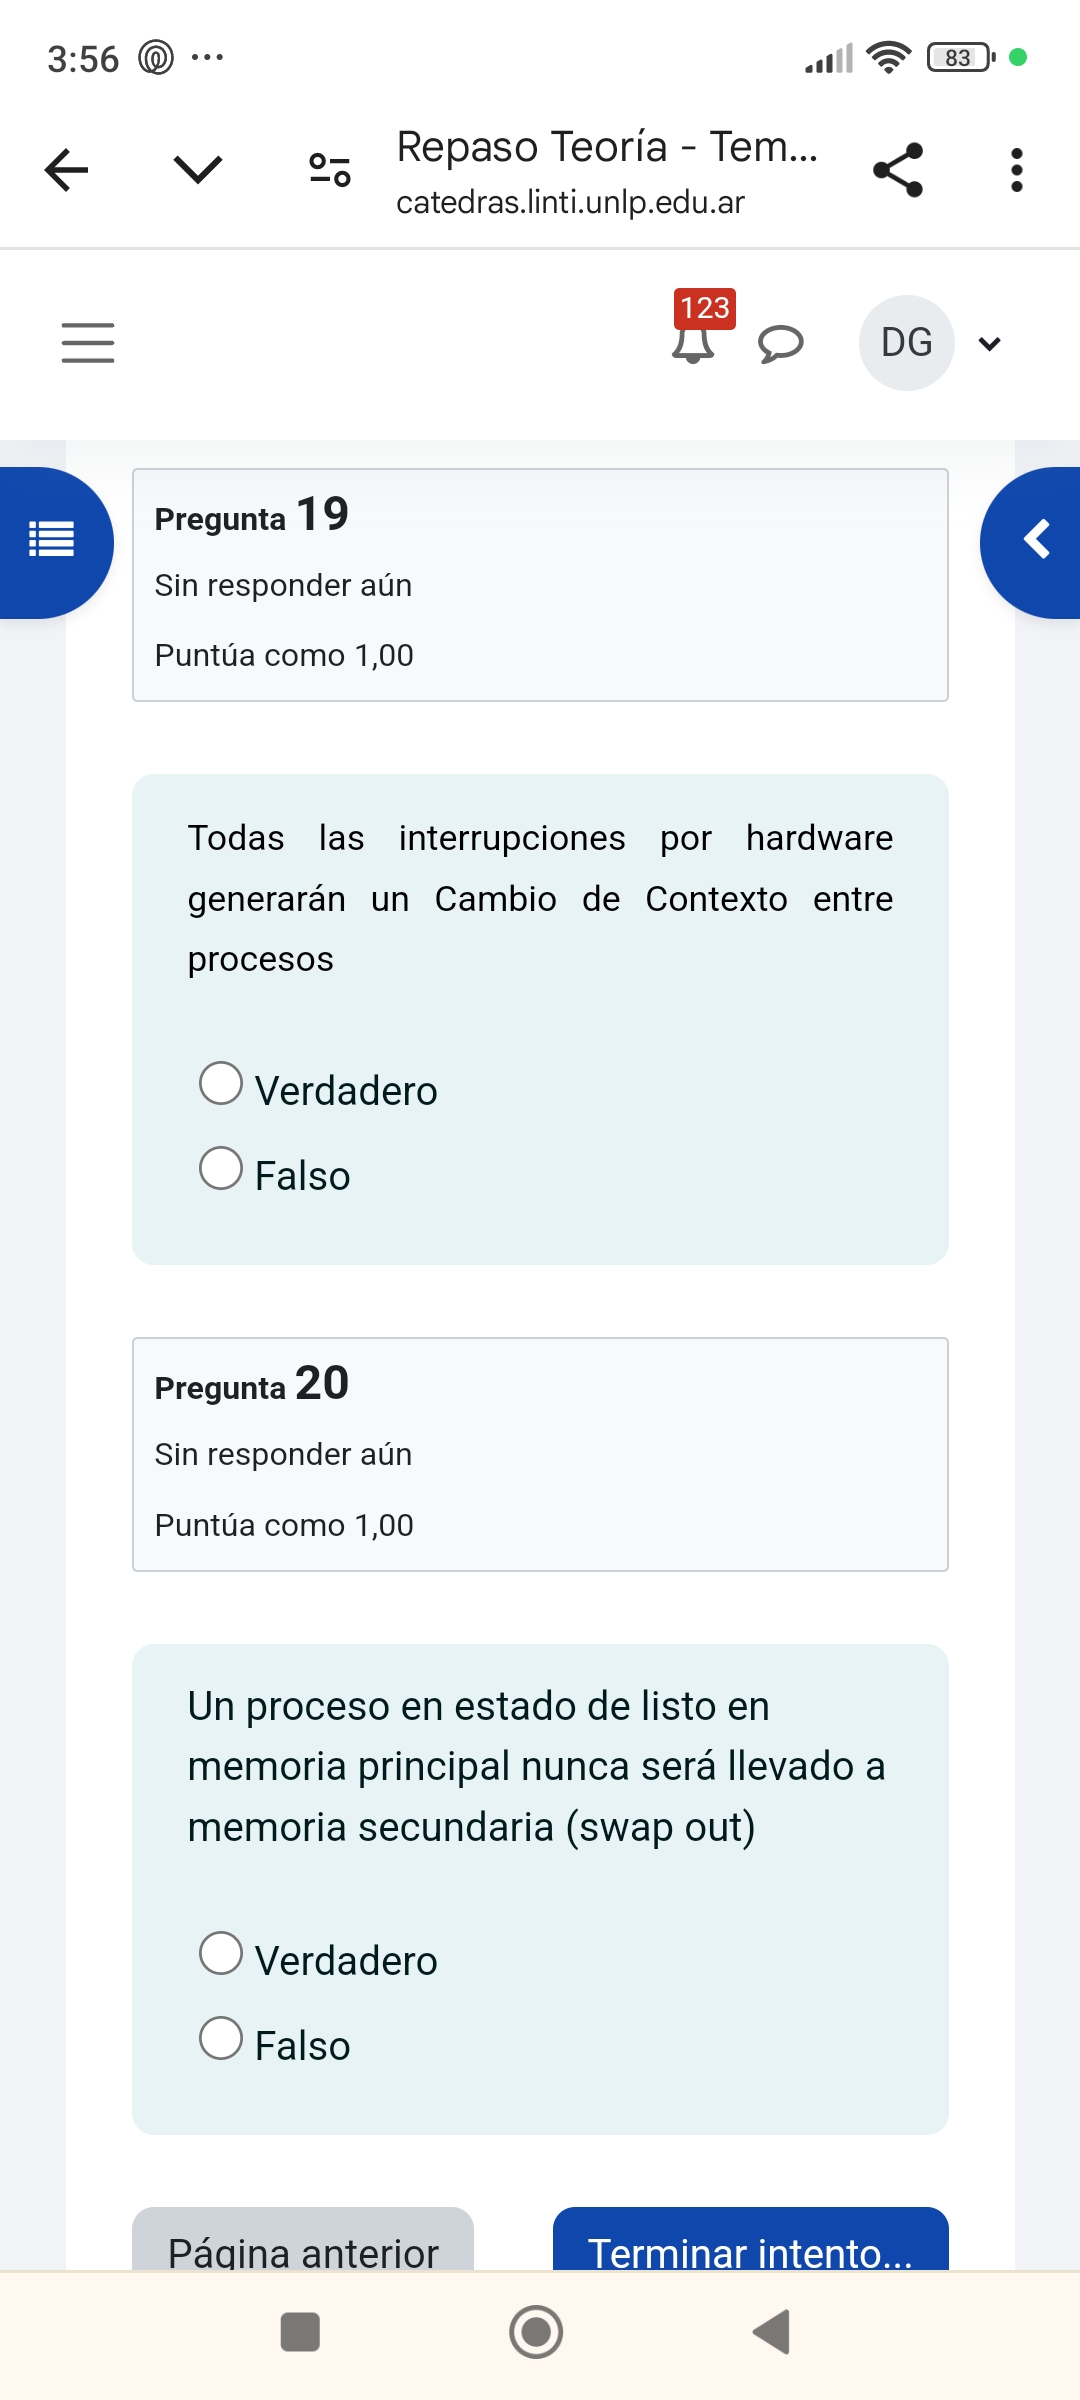 3:56
83
Repaso Teoría - Tem...
catedras.linti.unlp.edu.ar
123
DG
Pregunta 19
Sin responder aún
Puntúa como 1,00
Todas las interrupciones por hardware
generarán un Cambio de Contexto entre
procesos
Verdadero
Falso
Pregunta 20
Sin responder aún
Puntúa como 1,00
Un proceso en estado de listo en
memoria principal nunca será llevado a
memoria secundaria (swap out)
Verdadero
Falso
Página anterior
Terminar intento...